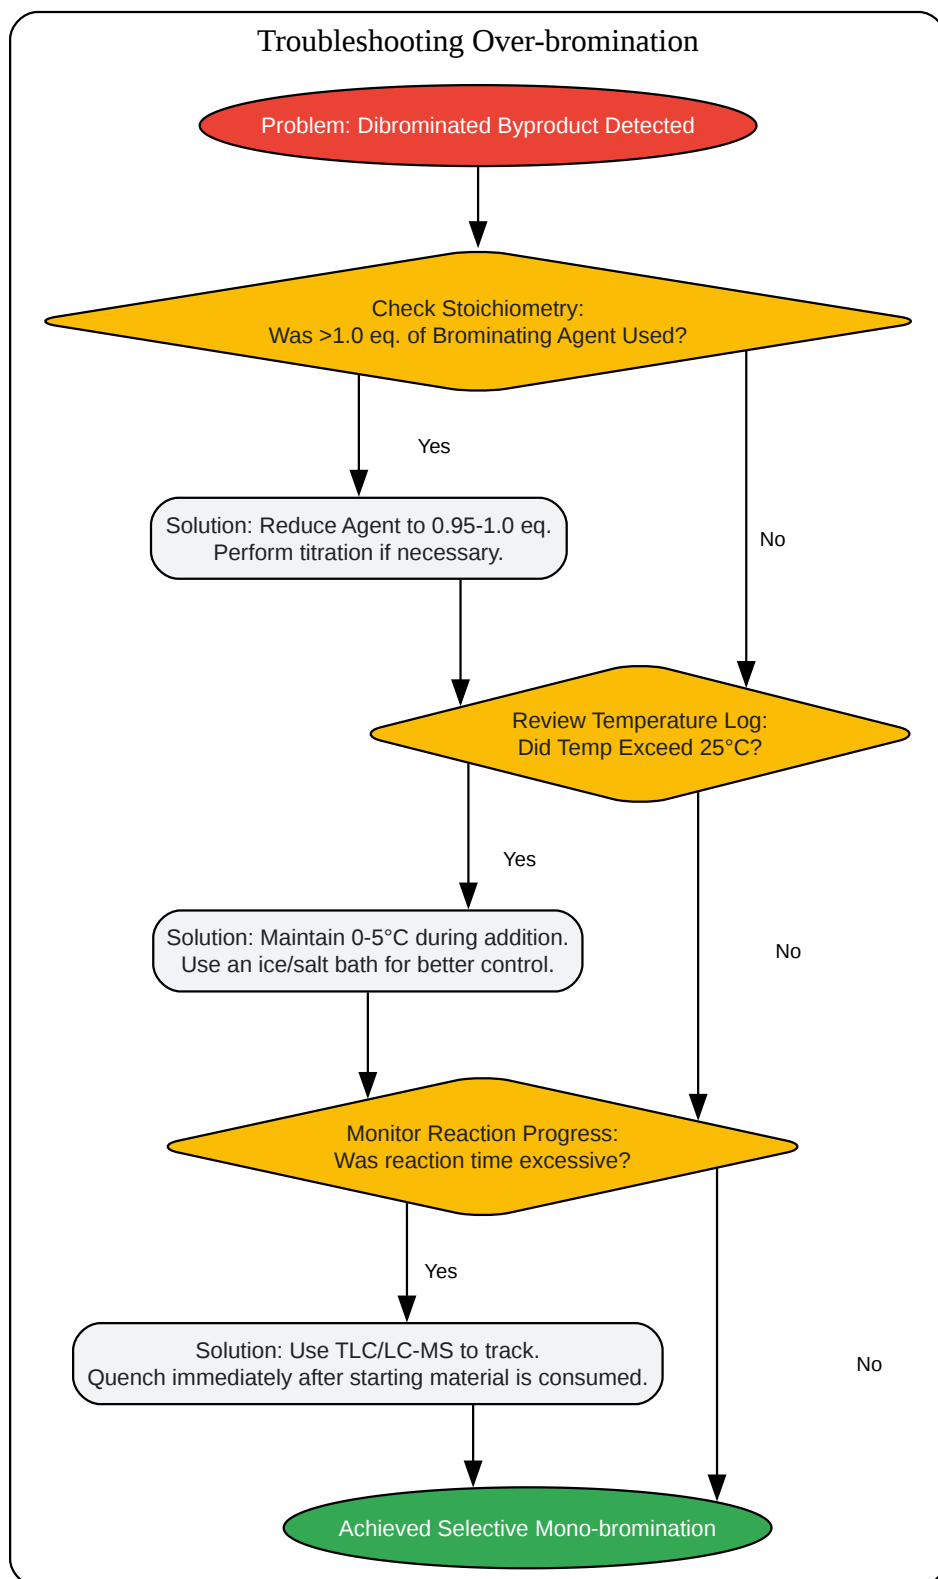 Troubleshooting Over-bromination
Problem: Dibrominated Byproduct Detected
Check Stoichiometry:
Was >1.0 eq. of Brominating Agent Used?
Yes
Solution: Reduce Agent to 0.95-1.0 eq.
Perform titration if necessary.
No
Review Temperature Log:
Did Temp Exceed 25°C?
Yes
Solution: Maintain 0-5°C during addition.
Use an ice/salt bath for better control.
No
Monitor Reaction Progress:
Was reaction time excessive?
Yes
Solution: Use TLC/LC-MS to track.
Quench immediately after starting material is consumed.
No
Achieved Selective Mono-bromination